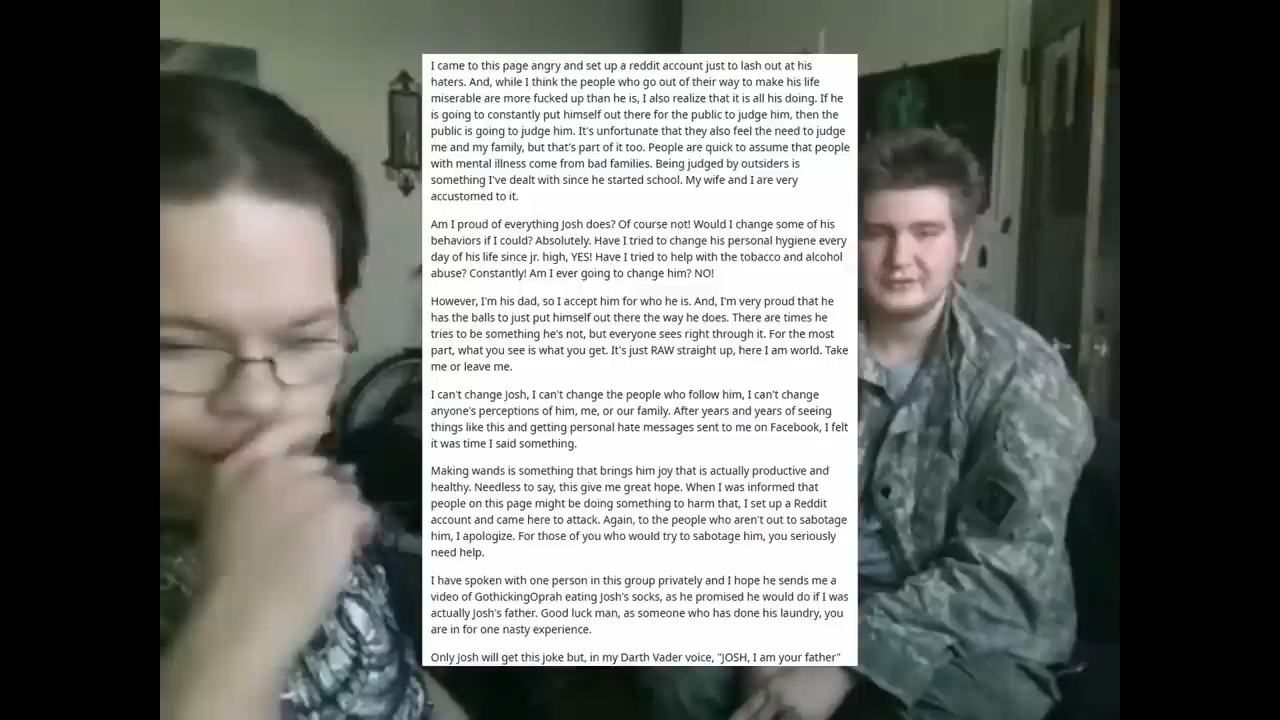 I came to this page angry and set up a reddit account just to lash out at his
haters. And, while I think the people who go out of their way to make his life
miserable are more fucked up than he is, I also realize that it is all his doing. If he
is going to constantly put himself out there for the public to judge him, then the
public is going to judge him. It's unfortunate that they also feel the need to judge
me and my family, but that's part of it too. People are quick to assume that people
with mental illness come from bad families. Being judged by outsiders is
something I've dealt with since he started school. My wife and I are very
accustomed to it.
Am I proud of everything Josh does? Of course not! Would I change some of his
behaviors if I could? Absolutely. Have I tried to change his personal hygiene every
day of his life since jr. high, YES! Have I tried to help with the tobacco and alcohol
abuse? Constantly! Am I ever going to change him? NO!
However, I'm his dad, so I accept him for who he is. And, I'm very proud that he
has the balls to just put himself out there the way he does. There are times he
tries to be something he's not, but everyone sees right through it. For the most
part, what you see is what you get. It's just RAW straight up, here I am world. Take
me or leave me.
I can't change Josh, I can't change the people who follow him, I can't change
anyone's perceptions of him, me, or our family. After years and years of seeing
things like this and getting personal hate messages sent to me on Facebook, I felt
it was time I said something.
Making wands is something that brings him joy that is actually productive and
healthy. Needless to say, this give me great hope. When I was informed that
people on this page might be doing something to harm that, I set up a Reddit
account and came here to attack. Again, to the people who aren't out to sabotage
him, I apologize. For those of you who would try to sabotage him, you seriously
need help.
I have spoken with one person in this group privately and I hope he sends me a
video of GothickingOprah eating Josh's socks, as he promised he would do if I was
actually Josh's father. Good luck man, as someone who has done his laundry, you
are in for one nasty experience.
Only Josh will get this joke but, in my Darth Vader voice, "JOSH, I am your father"